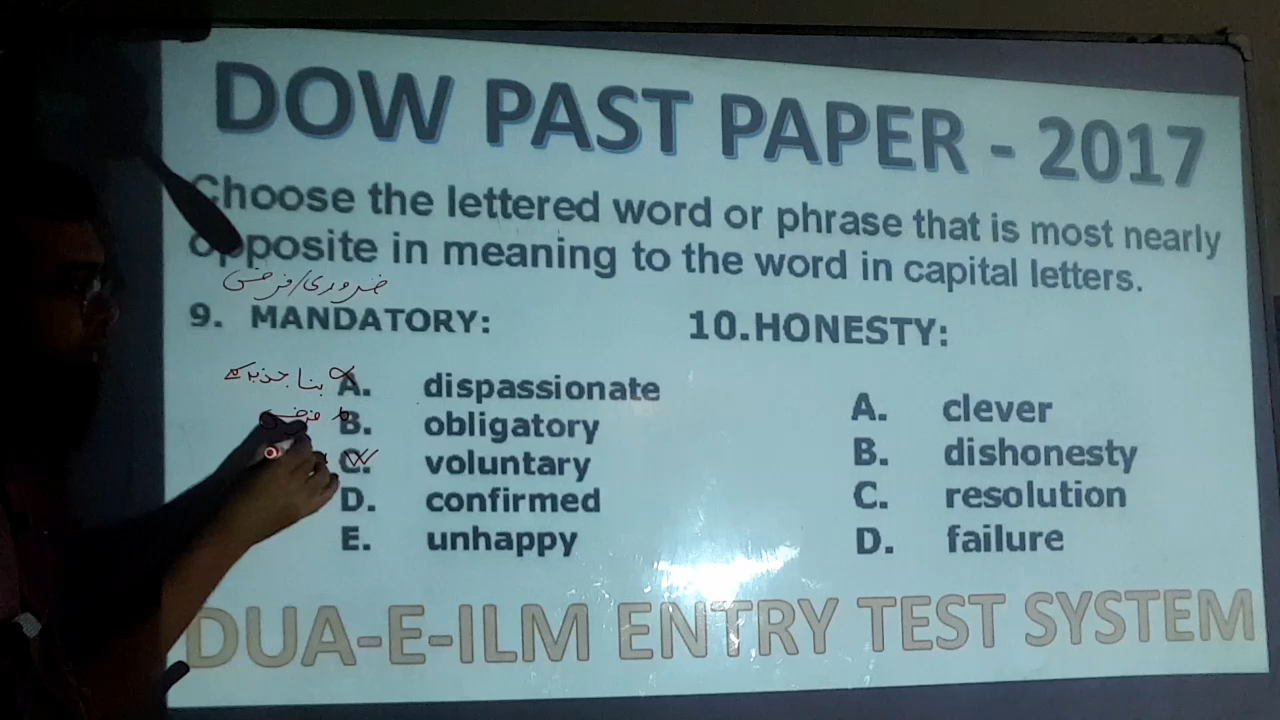 DOW PAST PAPER - 2017
Choose the lettered word or phrase that is most nearly
opposite in meaning to the word in capital letters.
ضروری/فرضی
9. MANDATORY:
بنا جذبہ کے A. dispassionate
B. obligatory
C. voluntary
D. confirmed
E. unhappy
10.HONESTY:
A. clever
B. dishonesty
C. resolution
D. failure
DUA-E-ILM ENTRY TEST SYSTEM